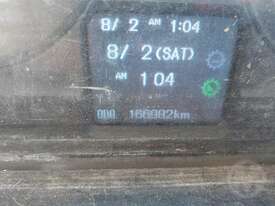 8/ 2 AM 1:04
8/ 2(SAT)
AM 1 04
ODO 166992km